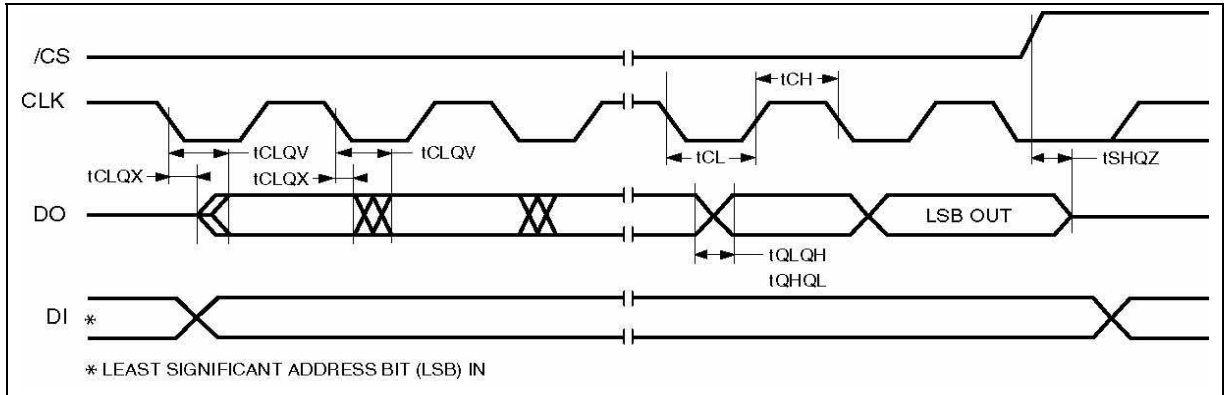 /CS
tCH
CLK
tCLQV
tCLQV
tCL
tSHQZ
tCLQX
tCLQX
DO
LSB OUT
tQLQH
tQHQL
DI *
* LEAST SIGNIFICANT ADDRESS BIT (LSB) IN